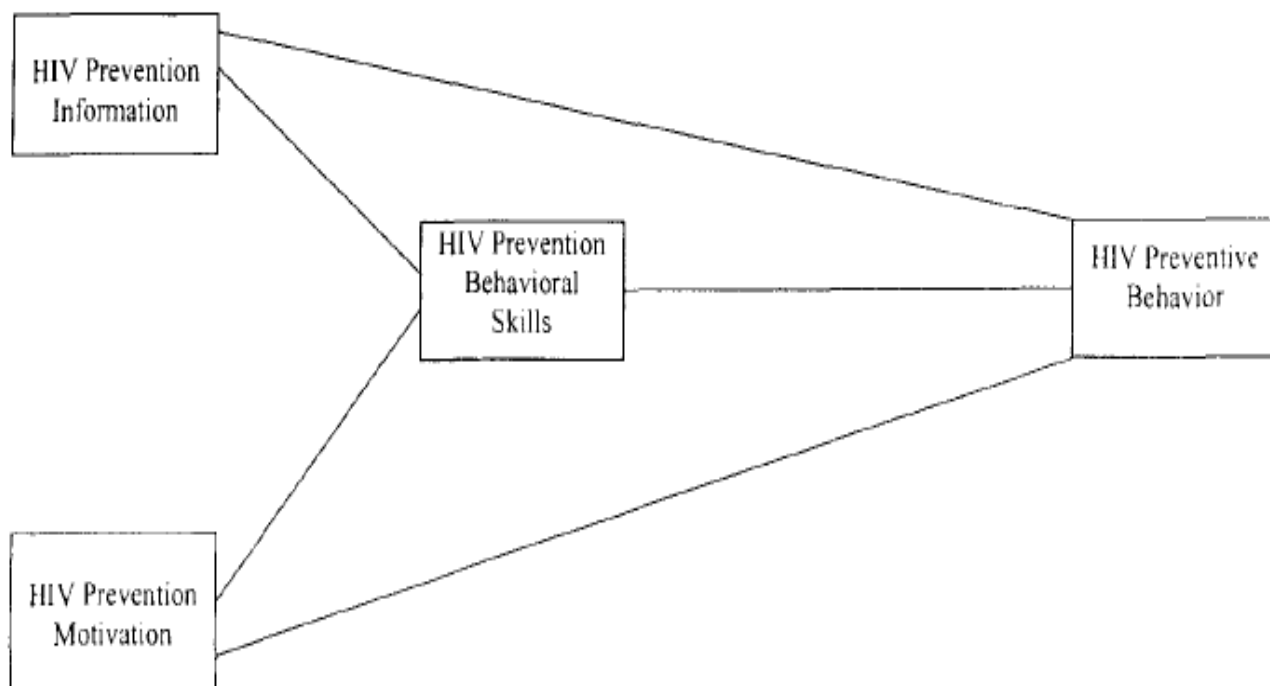 HIV Prevention
Information
HIV Prevention
Behavioral
Skills
HIV Preventive
Behavior
HIV Prevention
Motivation